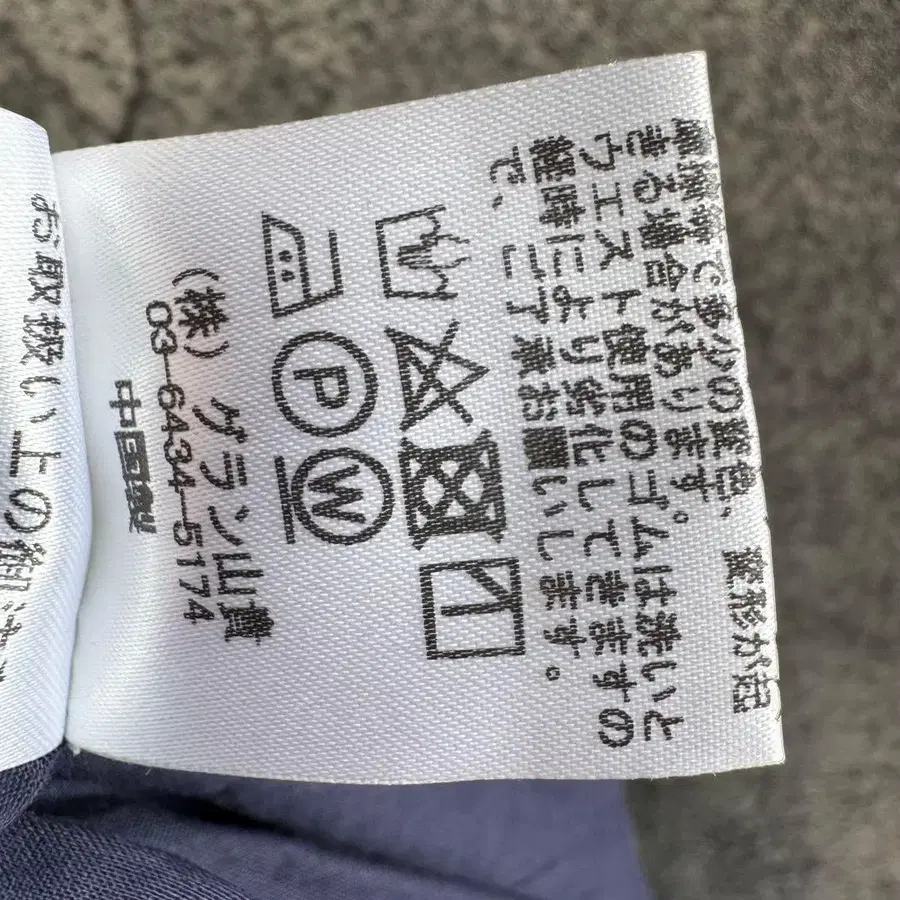 摩擦等で多少の変色、変形が起
きる場合があります。
ウエスト使用のゴムは洗いと
経時により劣化してきますの
で、ご了承お願いします。
P W
(株) グラン山貴
03-6434-5174
中国製
お取扱い上の